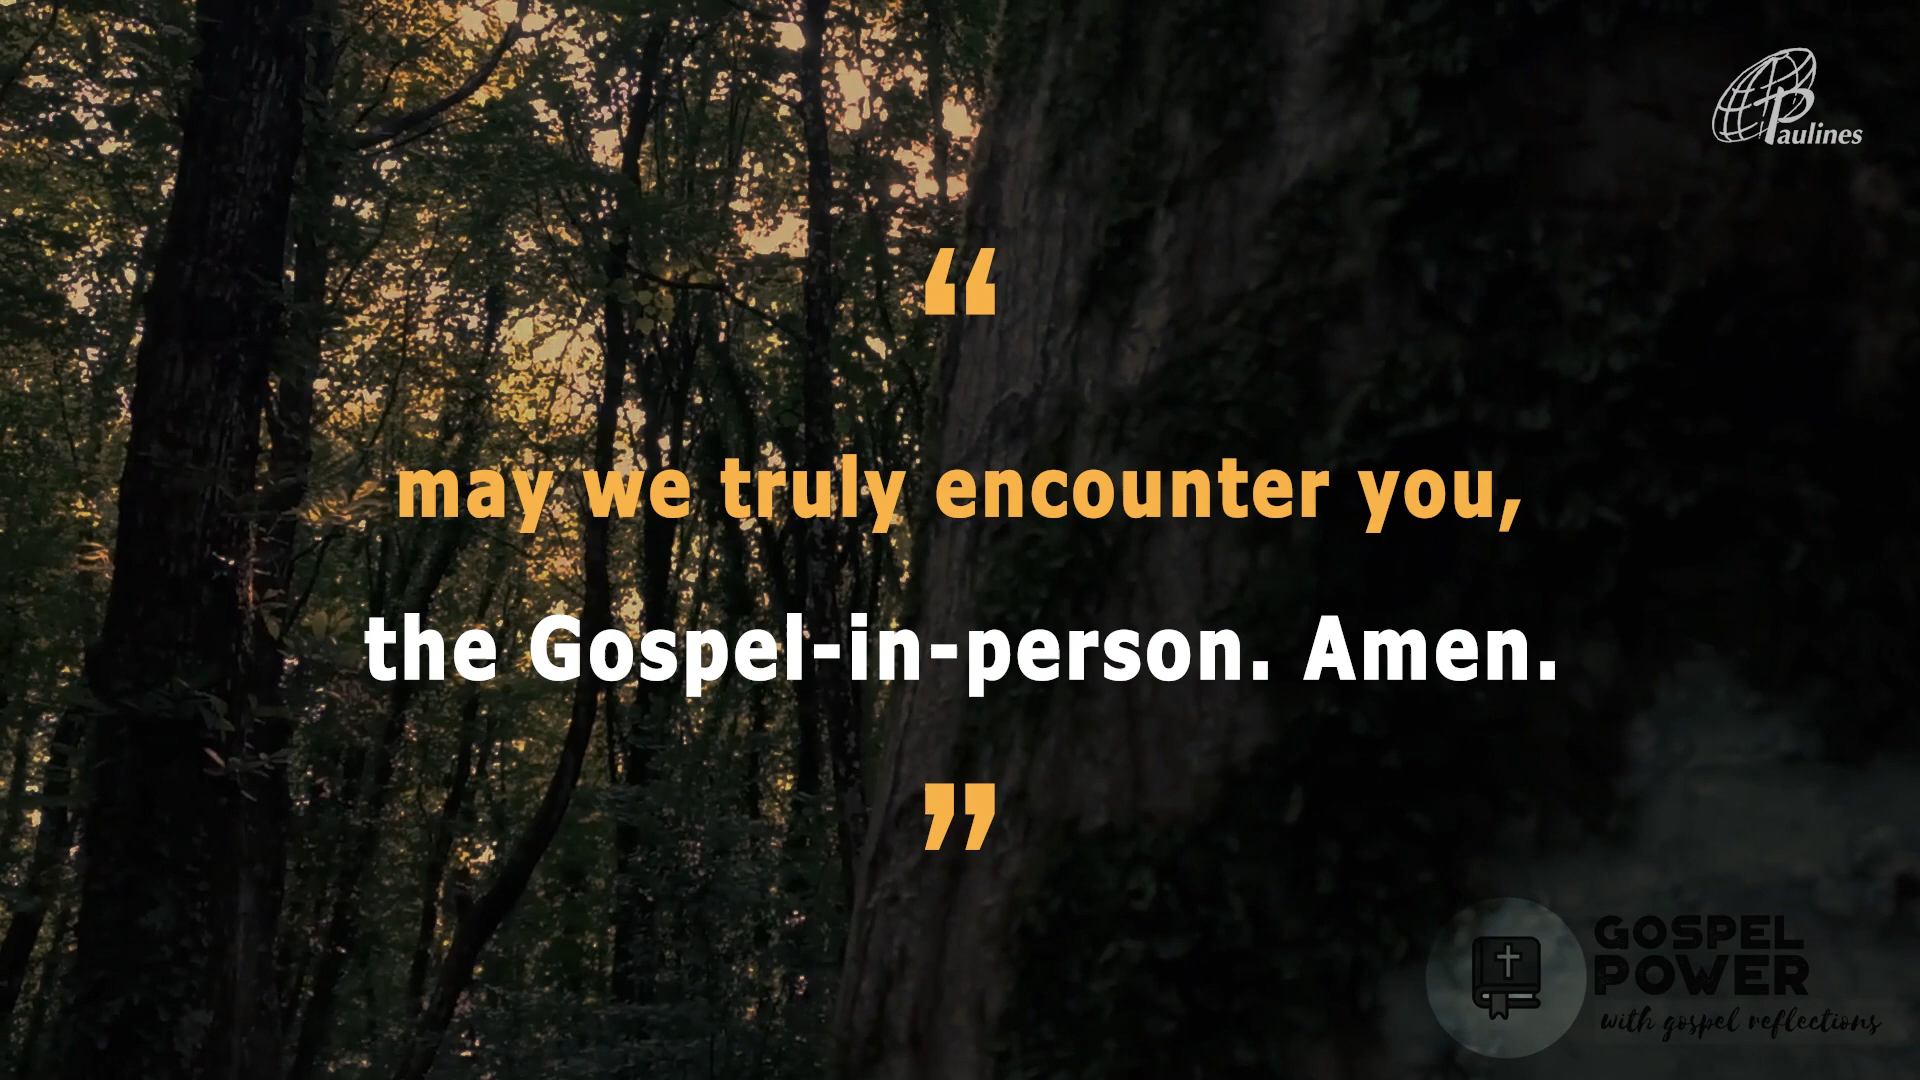 Paulines
“
may we truly encounter you,
the Gospel-in-person. Amen.
”
GOSPEL
POWER
with gospel reflections